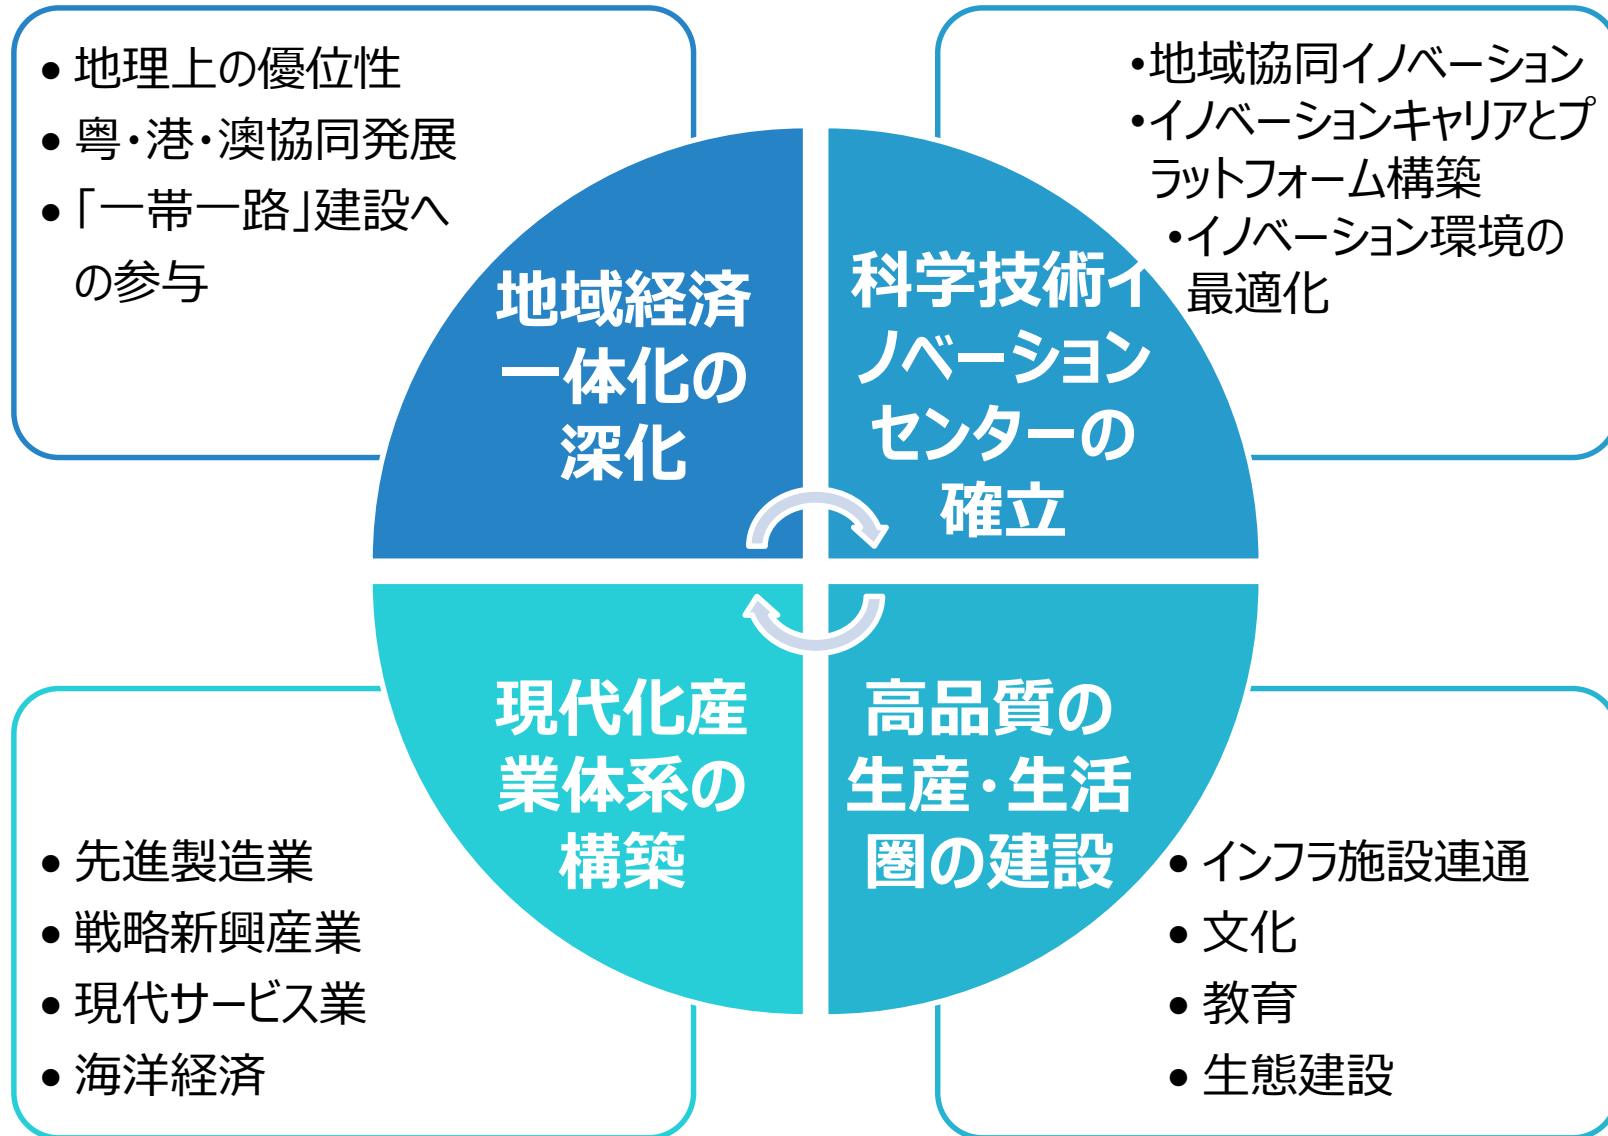 • 地理上の優位性
• 粤・港・澳協同発展
• 「一帯一路」建設へ
の参与
地域経済
一体化の
深化
•地域協同イノベーション
•イノベーションキャリアとプ
ラットフォーム構築
•イノベーション環境の
最適化
科学技術イ
ノベーション
センターの
確立
現代化産
業体系の
構築
• 先進製造業
• 戦略新興産業
• 現代サービス業
• 海洋経済
高品質の
生産・生活
圏の建設
• インフラ施設連通
• 文化
• 教育
• 生態建設